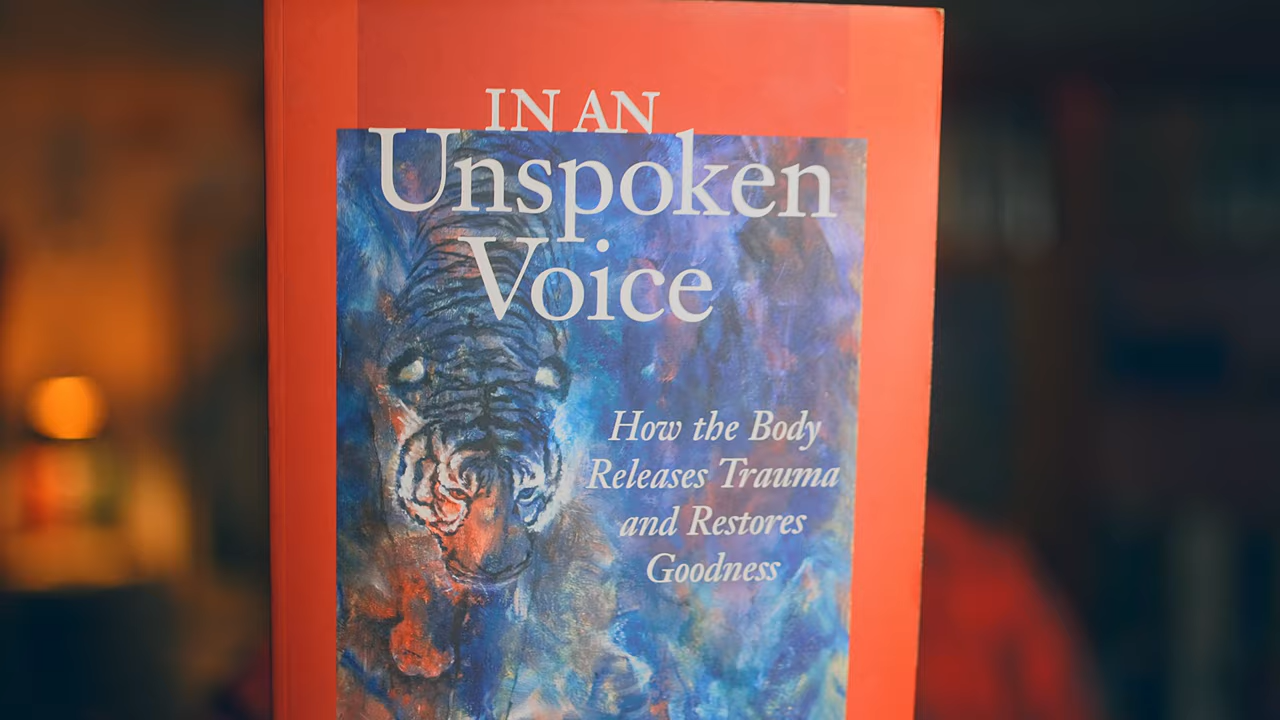 IN AN
Unspoken
Voice
How the Body
Releases Trauma
and Restores
Goodness